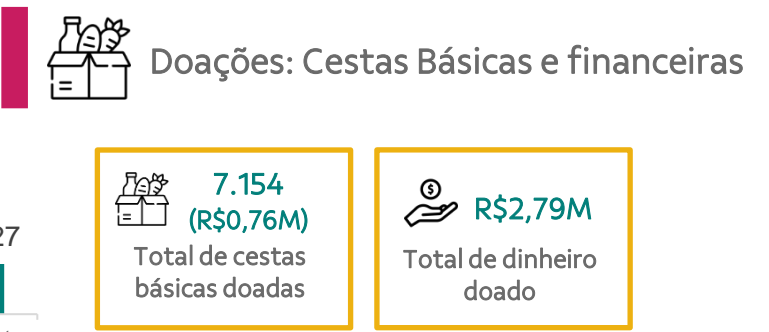 Doações: Cestas Básicas e financeiras
7.154
(R$0,76M)
Total de cestas
básicas doadas
$
R$2,79M
Total de dinheiro
doado
27